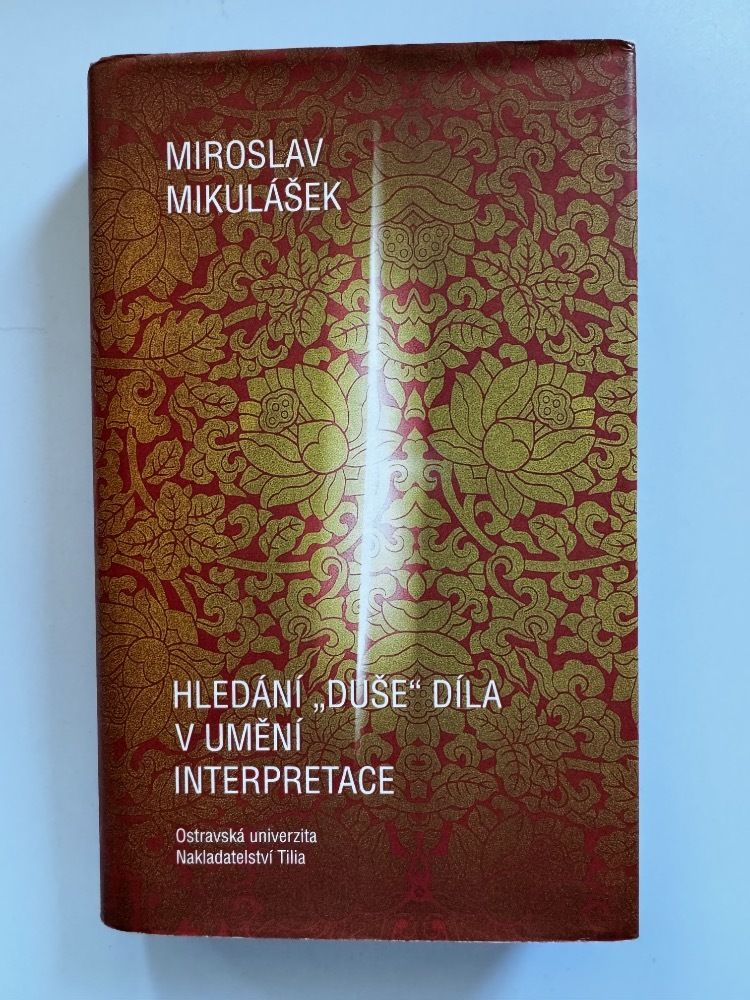 MIROSLAV
MIKULÁŠEK
HLEDÁNÍ „DUŠE“ DÍLA
V UMĚNÍ
INTERPRETACE
Ostravská univerzita
Nakladatelství Tilia